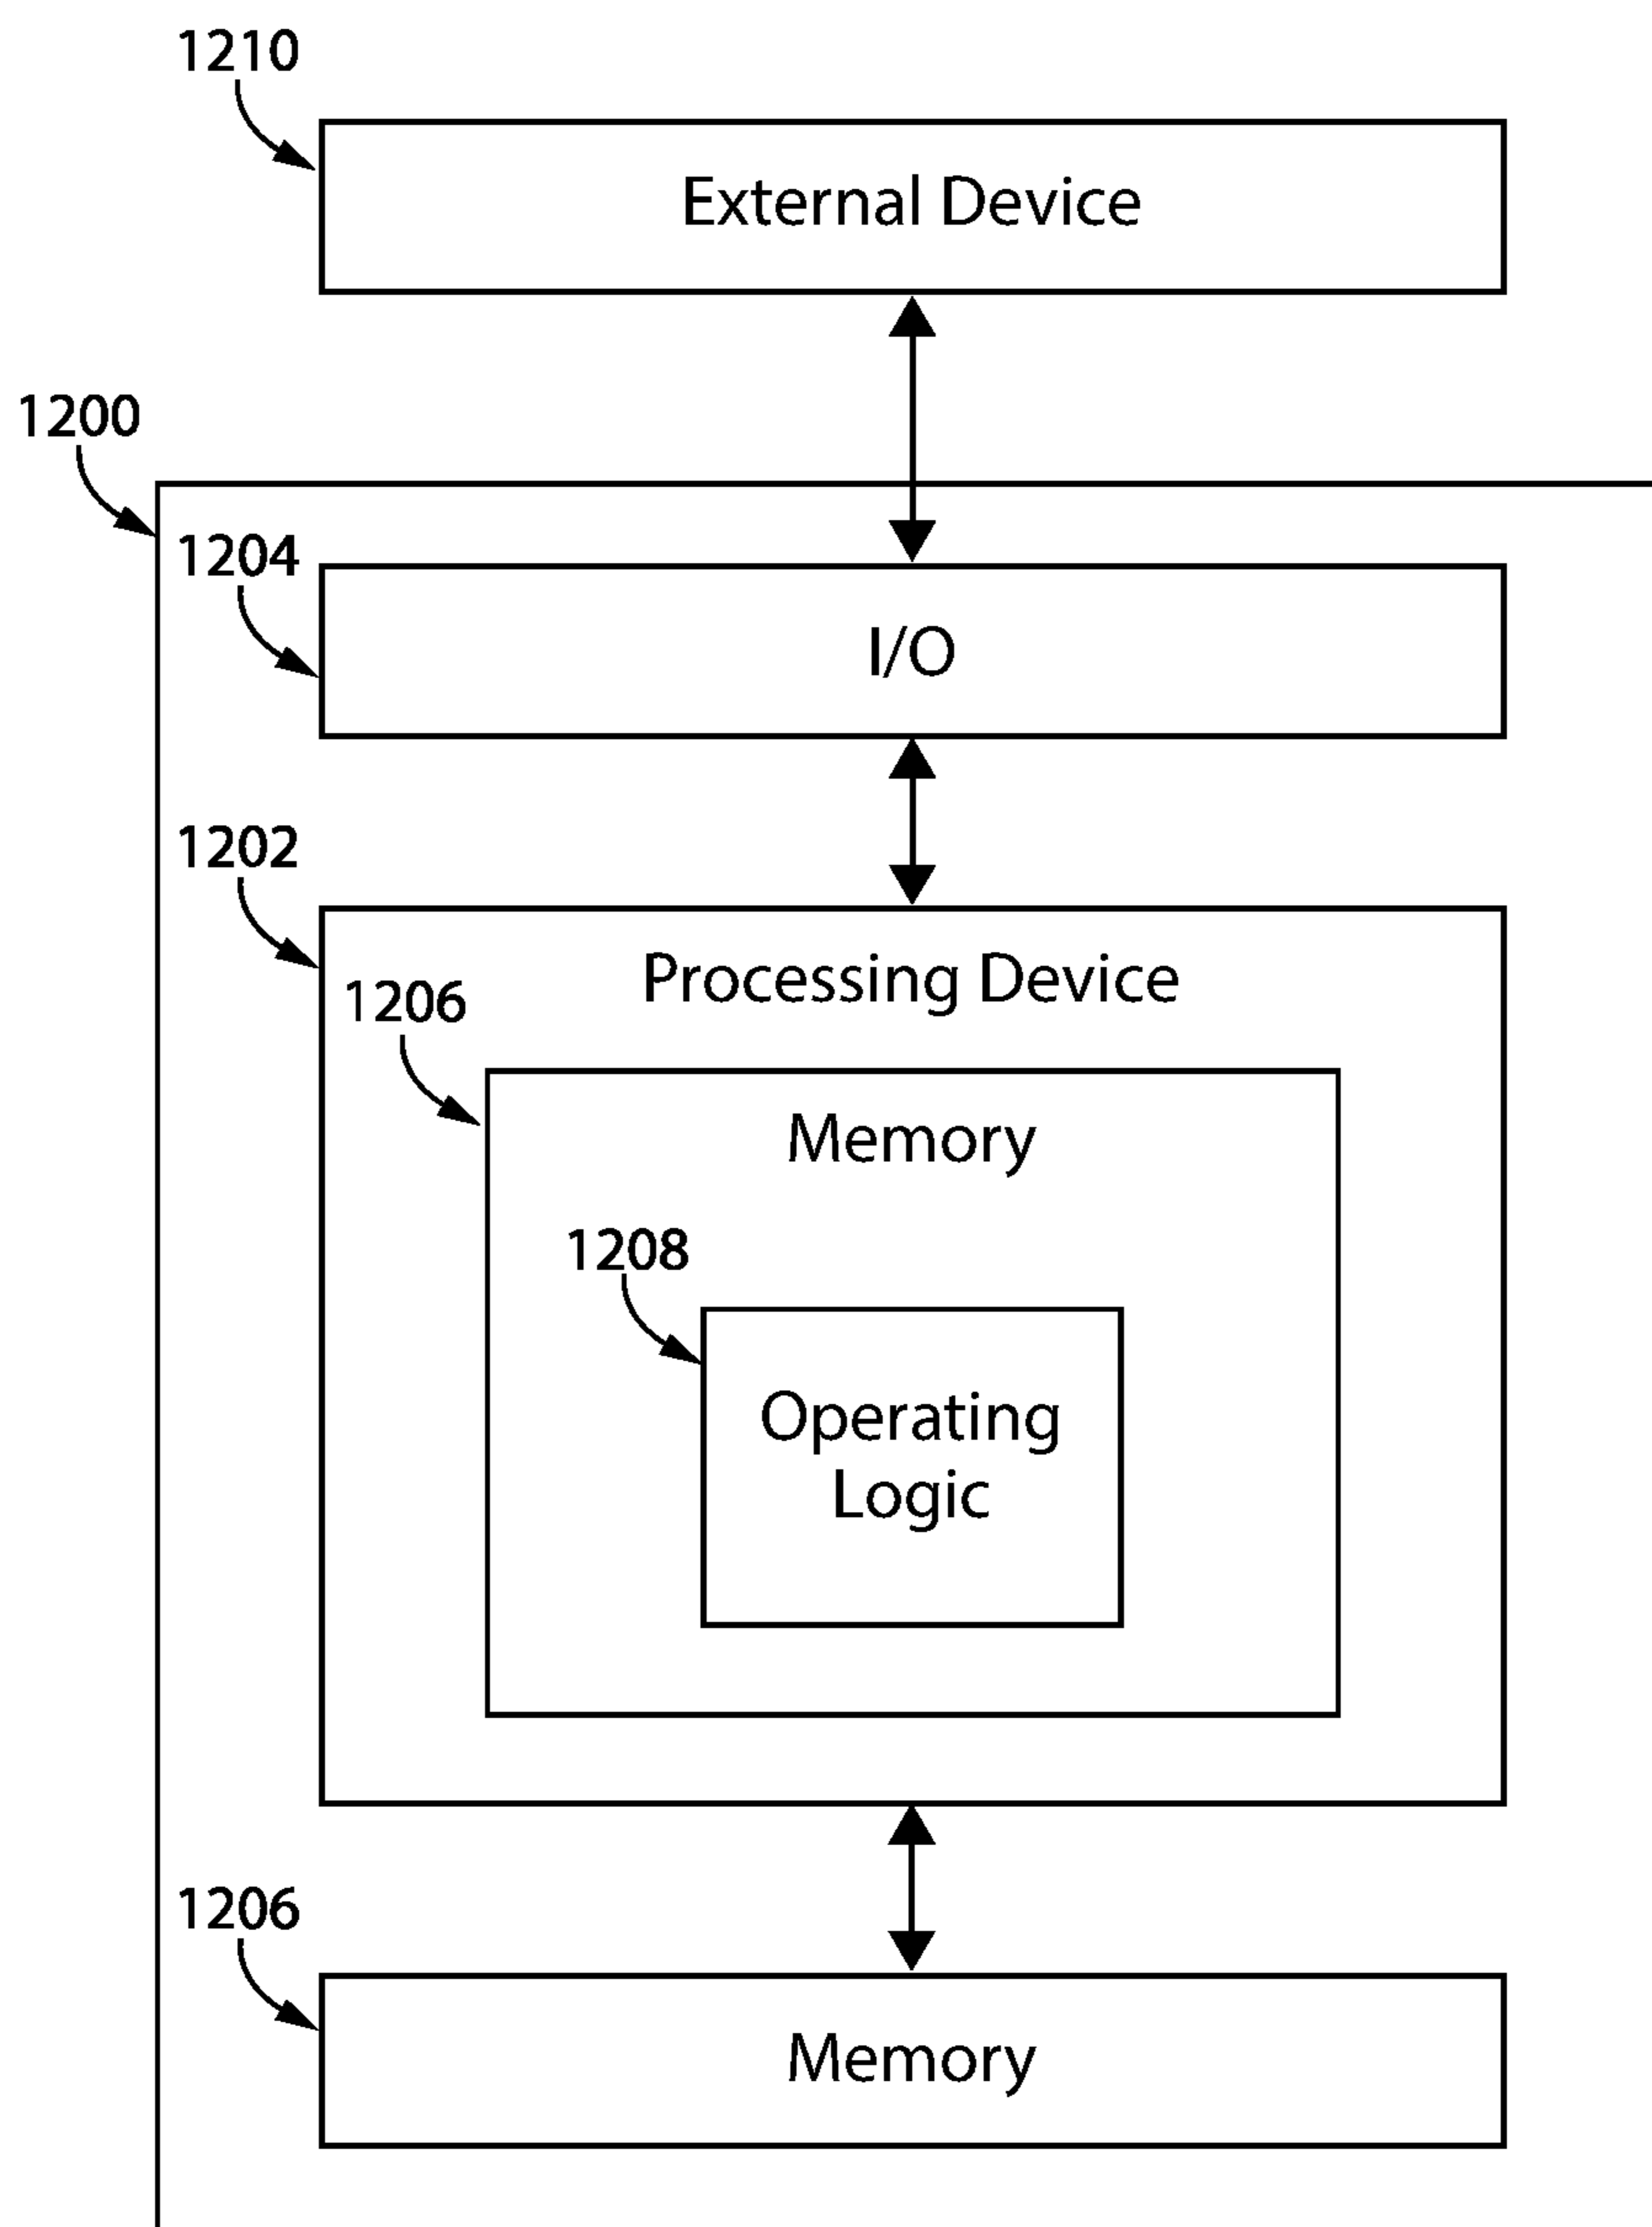 1210
External Device
1200
1204
I/O
1202
Processing Device
1206
Memory
1208
Operating
Logic
1206
Memory